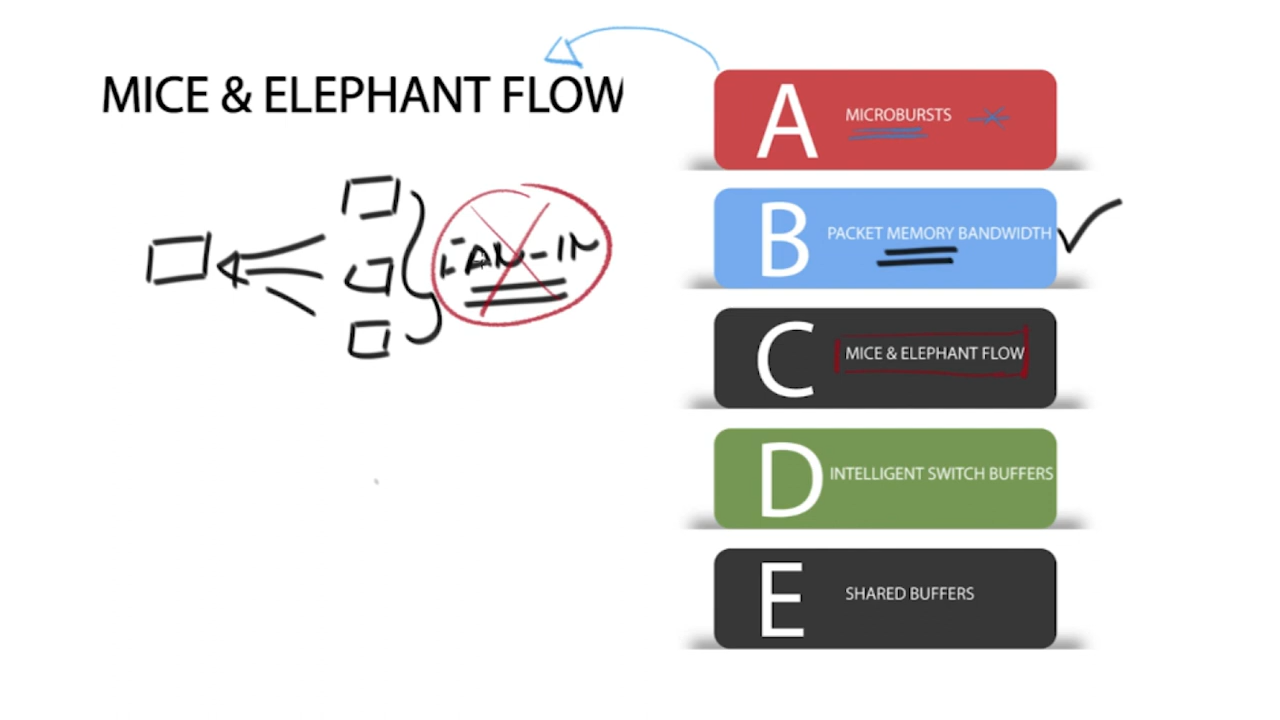 MICE & ELEPHANT FLOW
FAN-IN
A
MICROBURSTS
B
PACKET MEMORY BANDWIDTH
C
MICE & ELEPHANT FLOW
D
INTELLIGENT SWITCH BUFFERS
E
SHARED BUFFERS